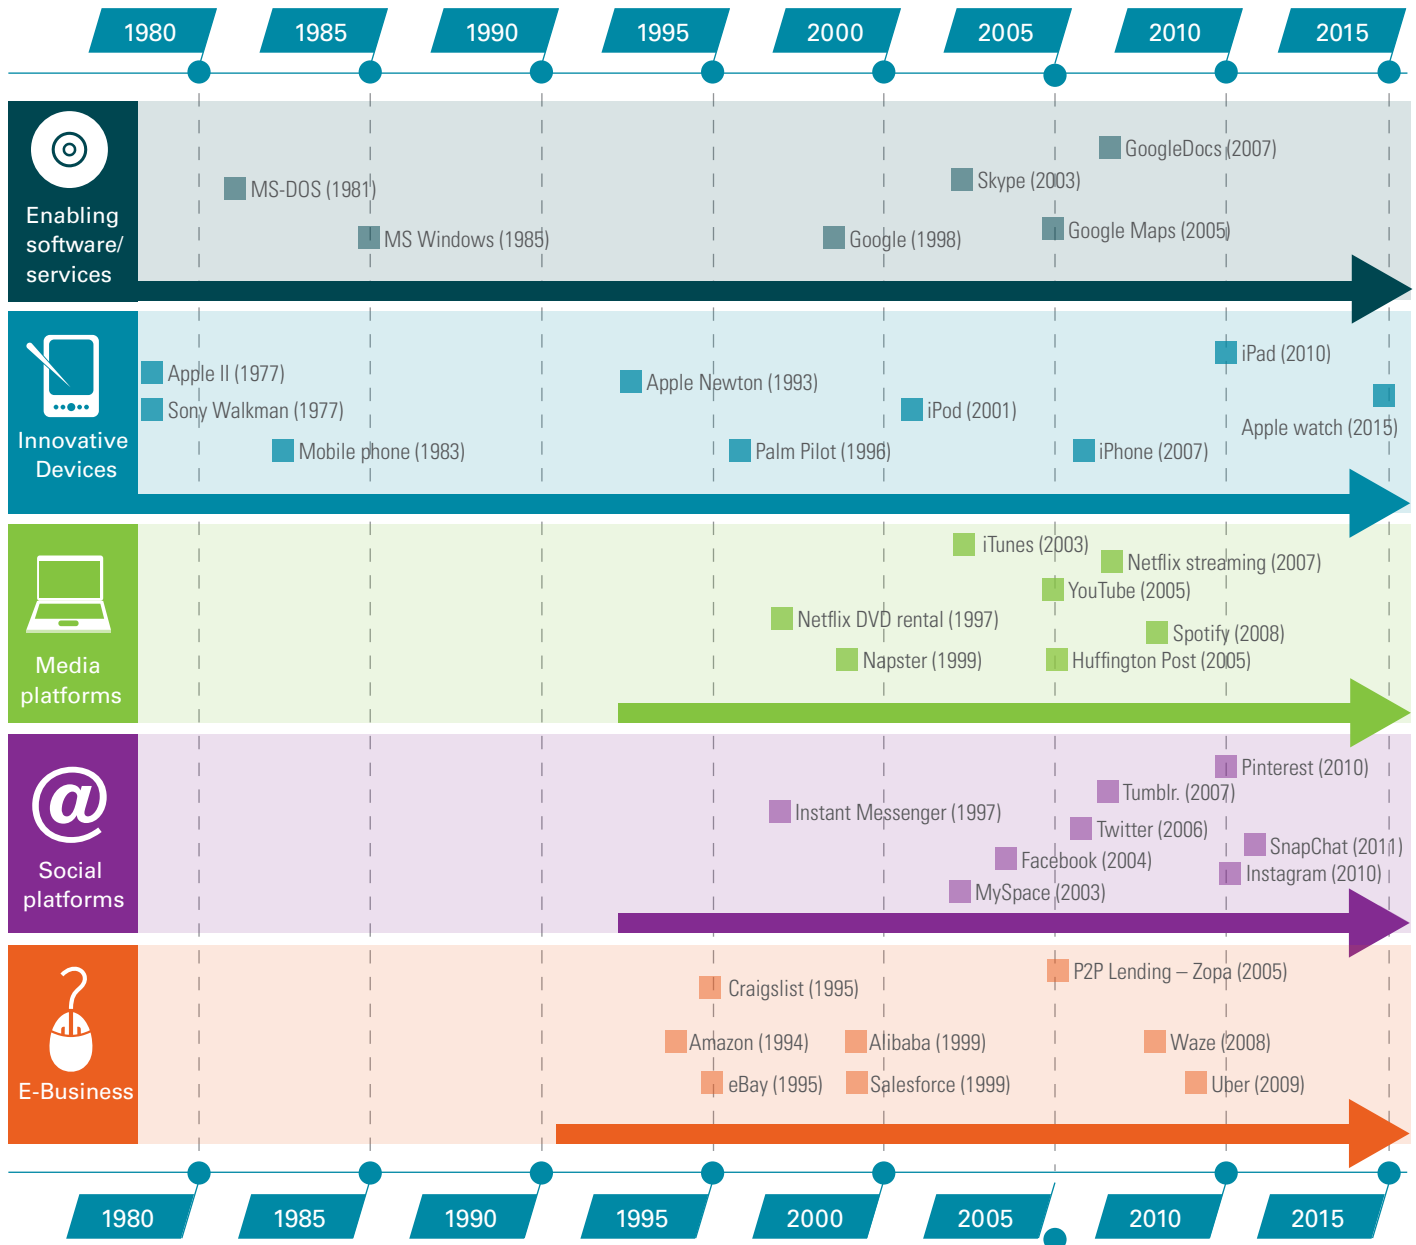 1980
1985
1990
1995
2000
2005
2010
2015
Enabling
software/
services
GoogleDocs (2007)
Skype (2003)
MS-DOS (1981)
Google Maps (2005)
MS Windows (1985)
Google (1998)
Innovative
Devices
iPad (2010)
Apple II (1977)
Apple Newton (1993)
Sony Walkman (1977)
iPod (2001)
Apple watch (2015)
Mobile phone (1983)
Palm Pilot (1996)
iPhone (2007)
Media
platforms
iTunes (2003)
Netflix streaming (2007)
YouTube (2005)
Netflix DVD rental (1997)
Spotify (2008)
Napster (1999)
Huffington Post (2005)
@
Social
platforms
Pinterest (2010)
Tumblr. (2007)
Instant Messenger (1997)
Twitter (2006)
SnapChat (2011)
Facebook (2004)
Instagram (2010)
MySpace (2003)
E-Business
P2P Lending – Zopa (2005)
Craigslist (1995)
Amazon (1994)
Alibaba (1999)
Waze (2008)
eBay (1995)
Salesforce (1999)
Uber (2009)
1980
1985
1990
1995
2000
2005
2010
2015